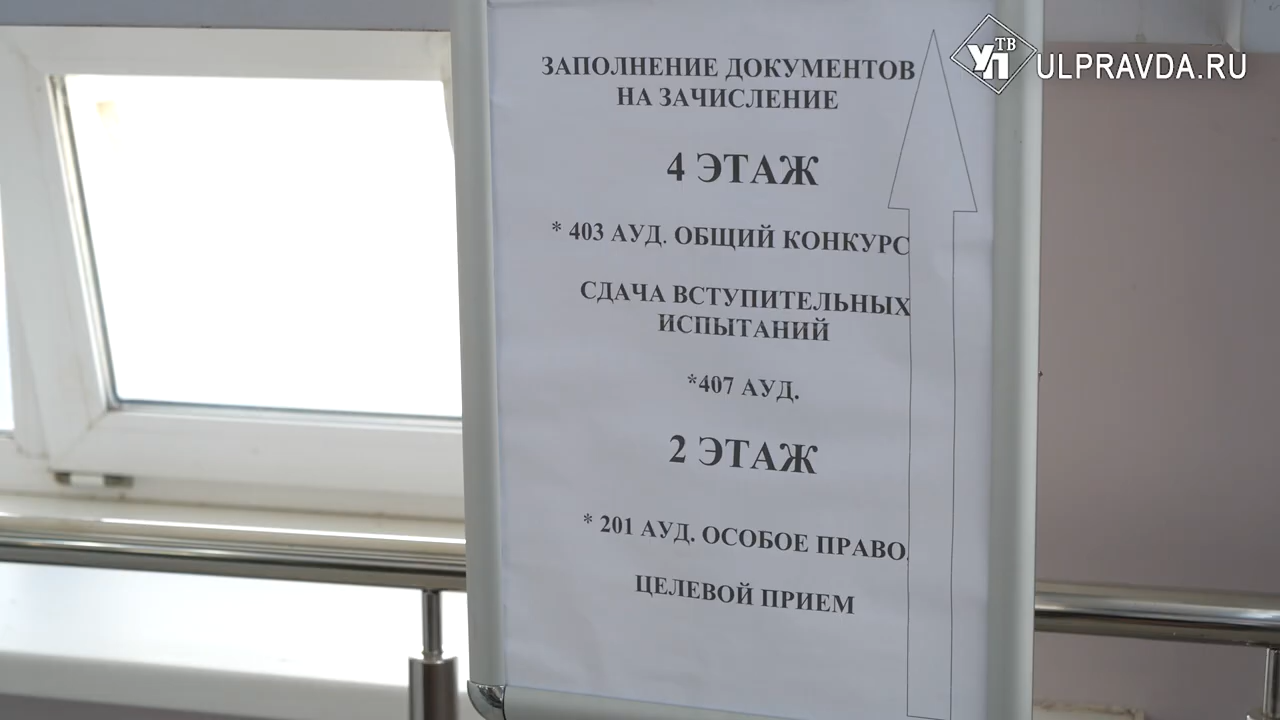 ЗАПОЛНЕНИЕ ДОКУМЕНТОВ
НА ЗАЧИСЛЕНИЕ
4 ЭТАЖ
* 403 АУД. ОБЩИЙ КОНКУРС
СДАЧА ВСТУПИТЕЛЬНЫХ
ИСПЫТАНИЙ
*407 АУД.
2 ЭТАЖ
* 201 АУД. ОСОБОЕ ПРАВО,
ЦЕЛЕВОЙ ПРИЕМ
УП ТВ ULPRAVDA.RU